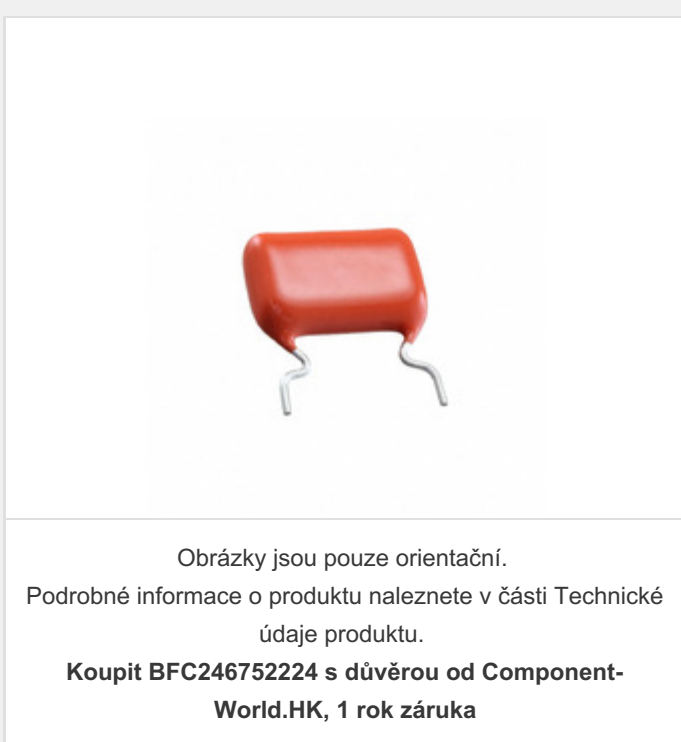 Obrázky jsou pouze orientační.
Podrobné informace o produktu naleznete v části Technické
údaje produktu.
Koupit BFC246752224 s důvěrou od Component-
World.HK, 1 rok záruka